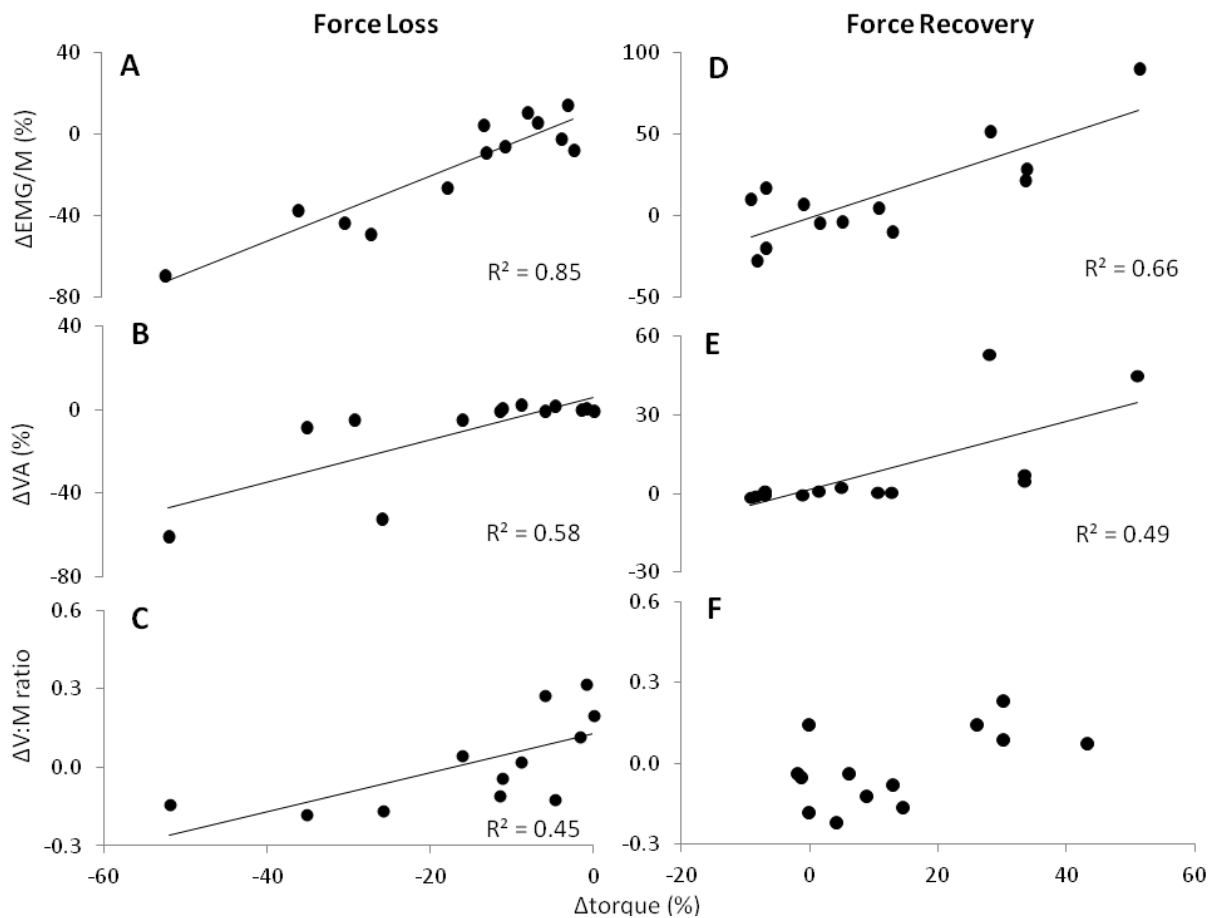 Force Loss
Force Recovery
A
40
0
-40
-80
ΔEMG/M (%)
R² = 0.85
D
100
50
0
-50
R² = 0.66
B
40
0
-40
-80
ΔVA (%)
R² = 0.58
E
60
30
0
-30
R² = 0.49
C
0.6
0.3
0.0
-0.3
ΔV:M ratio
R² = 0.45
-60
-40
-20
0
F
0.6
0.3
0.0
-0.3
-20
0
20
40
60
Δtorque (%)